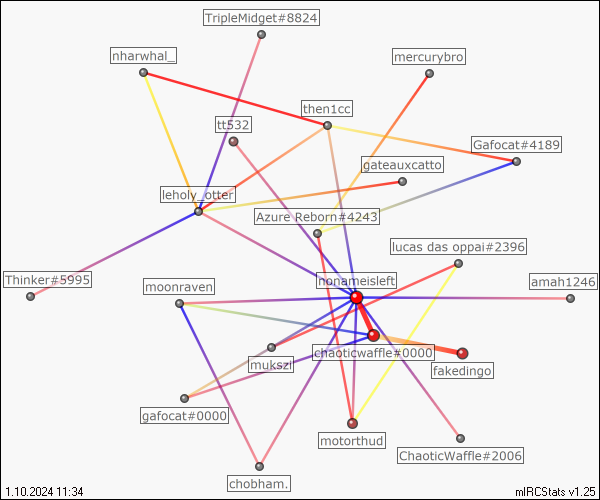 TripleMidget#8824
nharwhal_
mercurybro
then1cc
tt532
Gafocat#4189
gateauxcatto
leholy_otter
Azure Reborn#4243
lucas das oppai#2396
Thinker#5995
moonraven
nonameisleft
amah1246
chaoticwaffle#0000
mukszi
fakedingo
gafocat#0000
motorthud
ChaoticWaffle#2006
chobham.
1.10.2024 11:34
mIRCStats v1.25